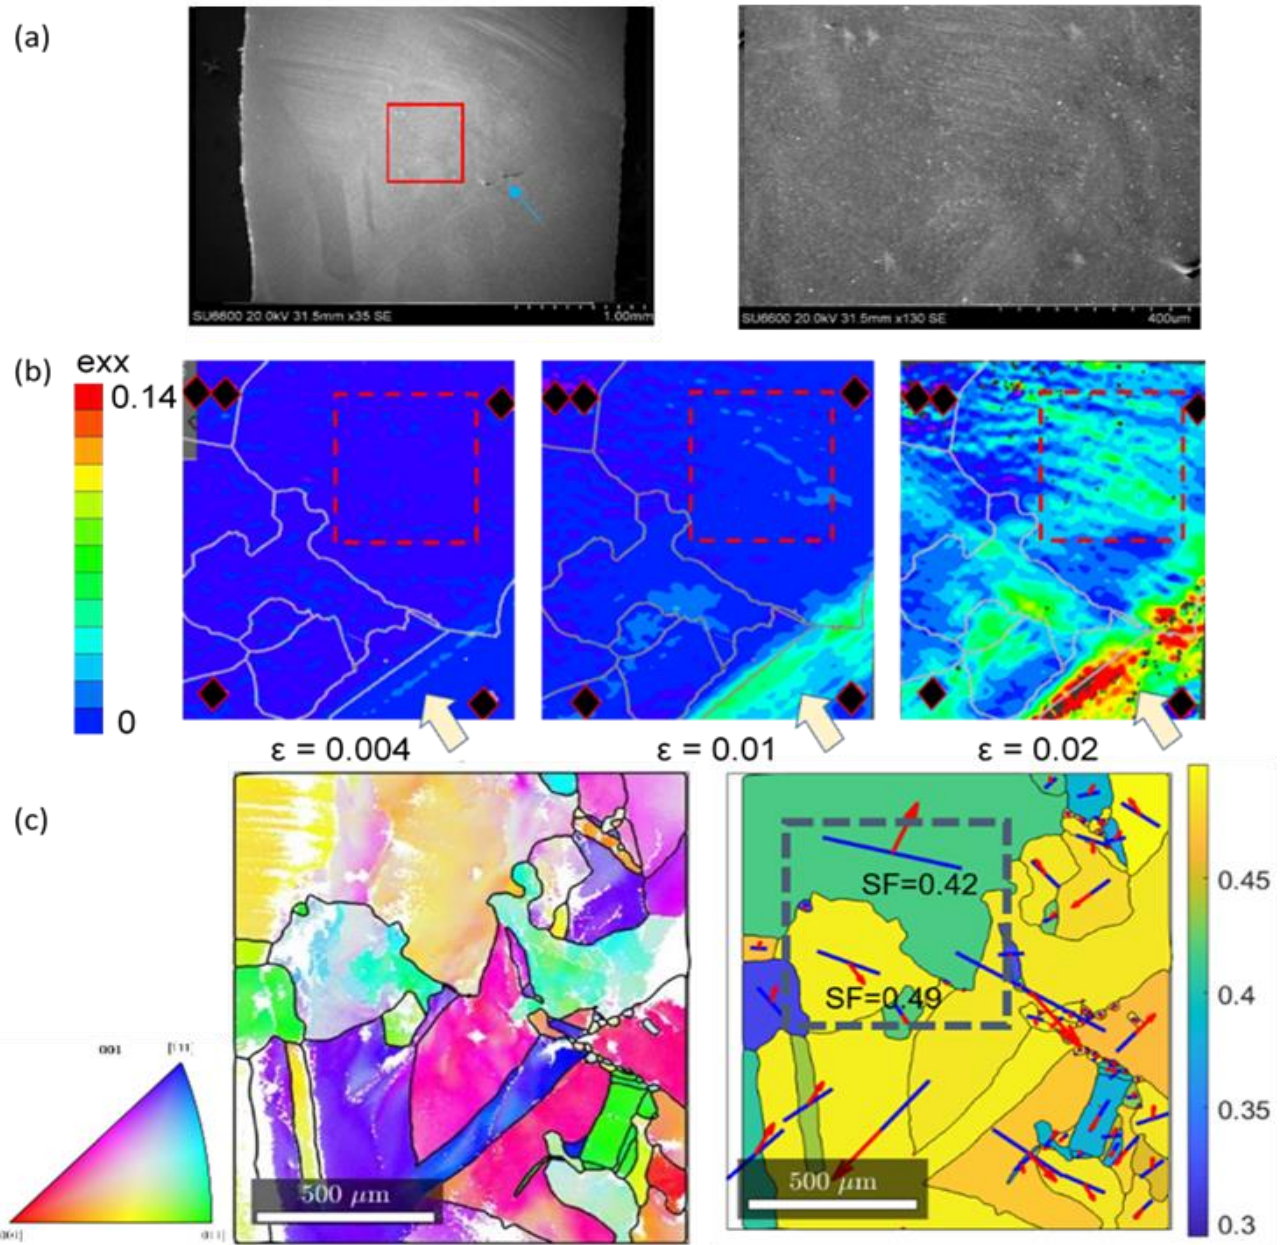 (a)
SU6600 20.0kV 31.5mm x35 SE 1.00mm
SU6600 20.0kV 31.5mm x130 SE 400um
(b)
exx
0.14
0
ε = 0.004 ε = 0.01 ε = 0.02
(c)
SF=0.42
SF=0.49
0.45
0.4
0.35
0.3
001 [111]
[001] [011]
500 μm
500 μm